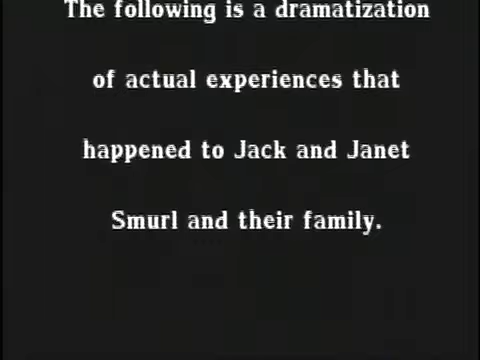 The following is a dramatization
of actual experiences that
happened to Jack and Janet
Smurl and their family.